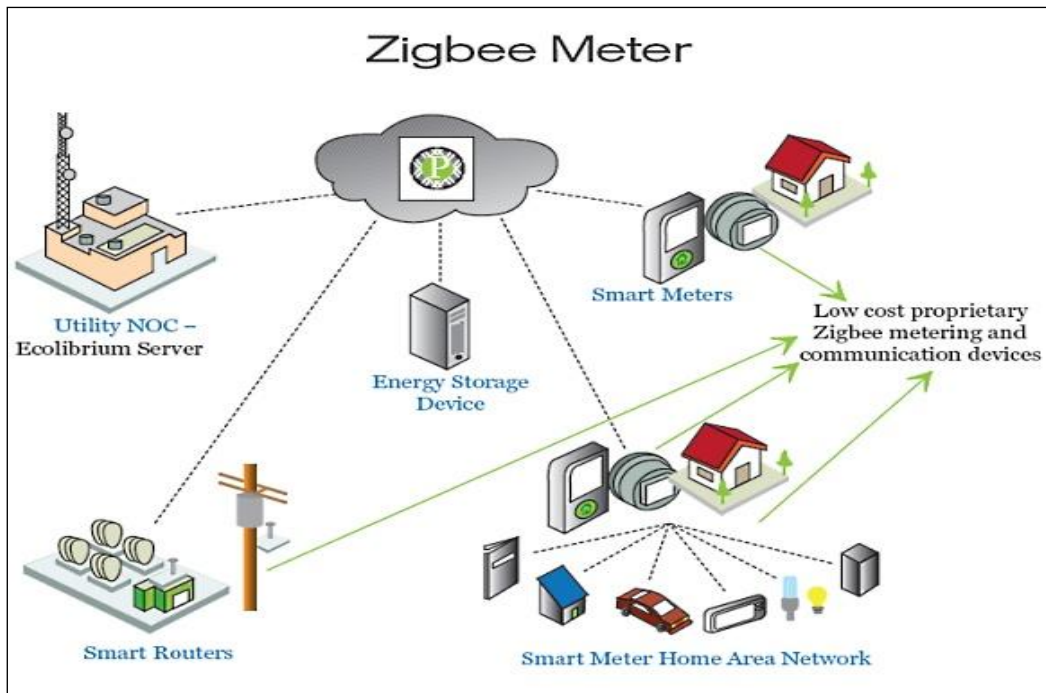 Zigbee Meter
P
Smart Meters
Utility NOC –
Ecolibrium Server
Energy Storage
Device
Low cost proprietary
Zigbee metering and
communication devices
Smart Routers
Smart Meter Home Area Network